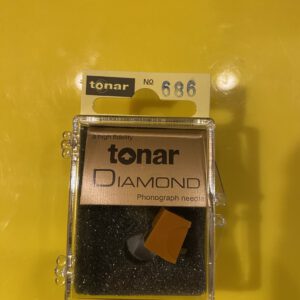 tonar No 686
a high fidelity
tonar
DIAMOND
Phonograph needle